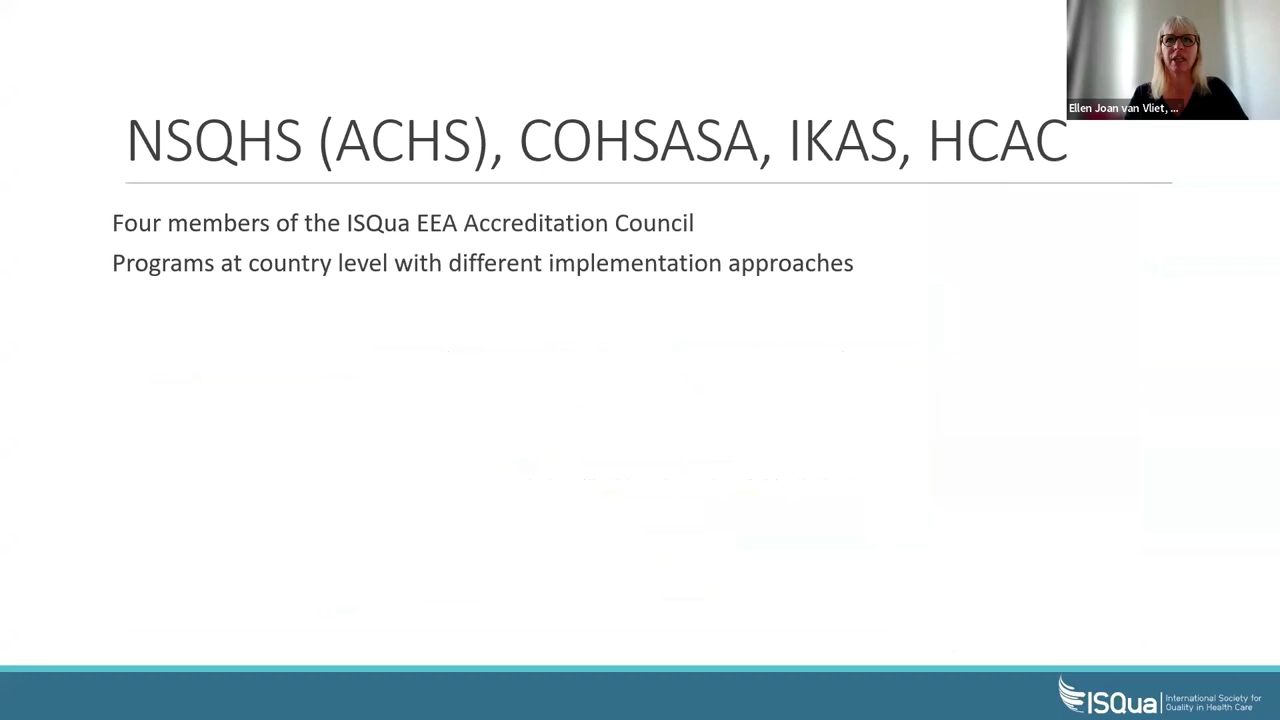 Ellen Joan van Vliet, ...
NSQHS (ACHS), COHSASA, IKAS, HCAC
Four members of the ISQua EEA Accreditation Council
Programs at country level with different implementation approaches
ISQua
International Society for
Quality in Health Care